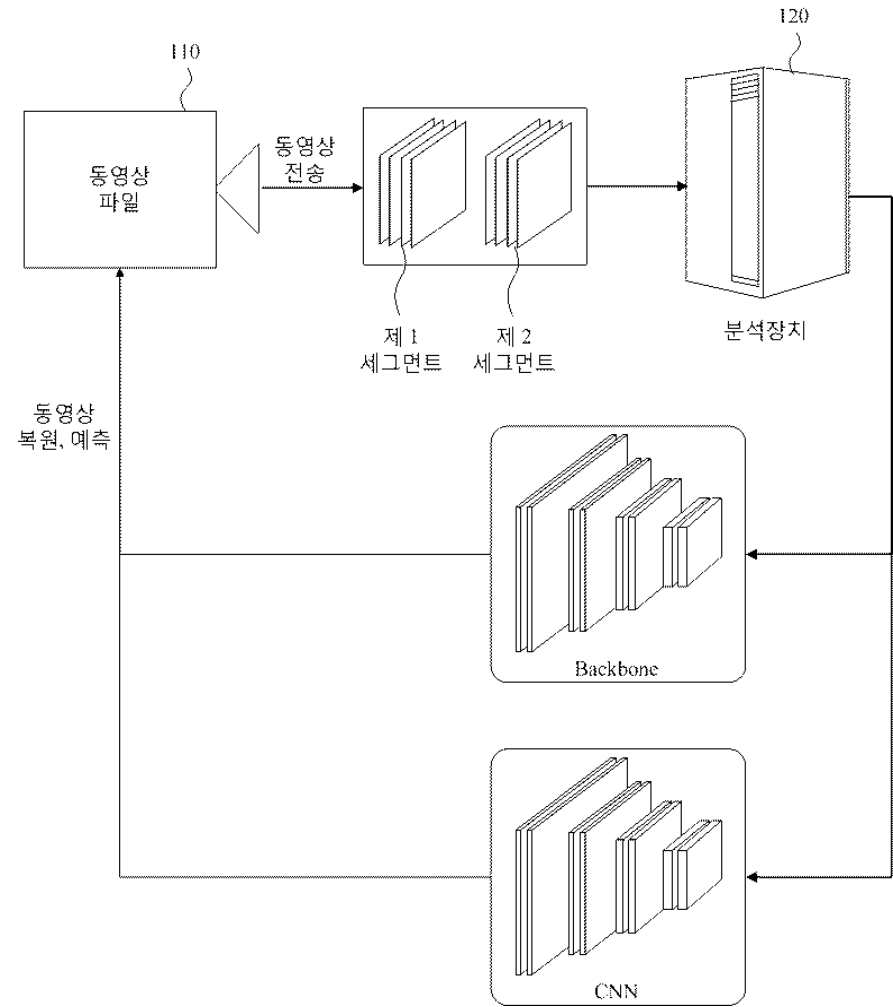 110
120
동영상
파일
동영상
전송
제 1
세그먼트
제 2
세그먼트
분석장치
동영상
복원, 예측
Backbone
CNN